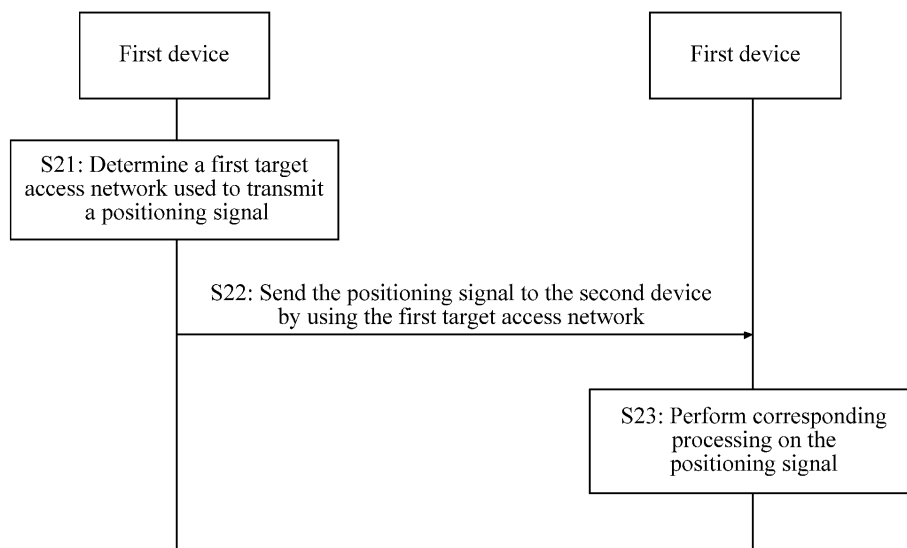 First device
First device
S21: Determine a first target
access network used to transmit
a positioning signal
S22: Send the positioning signal to the second device
by using the first target access network
S23: Perform corresponding
processing on the
positioning signal